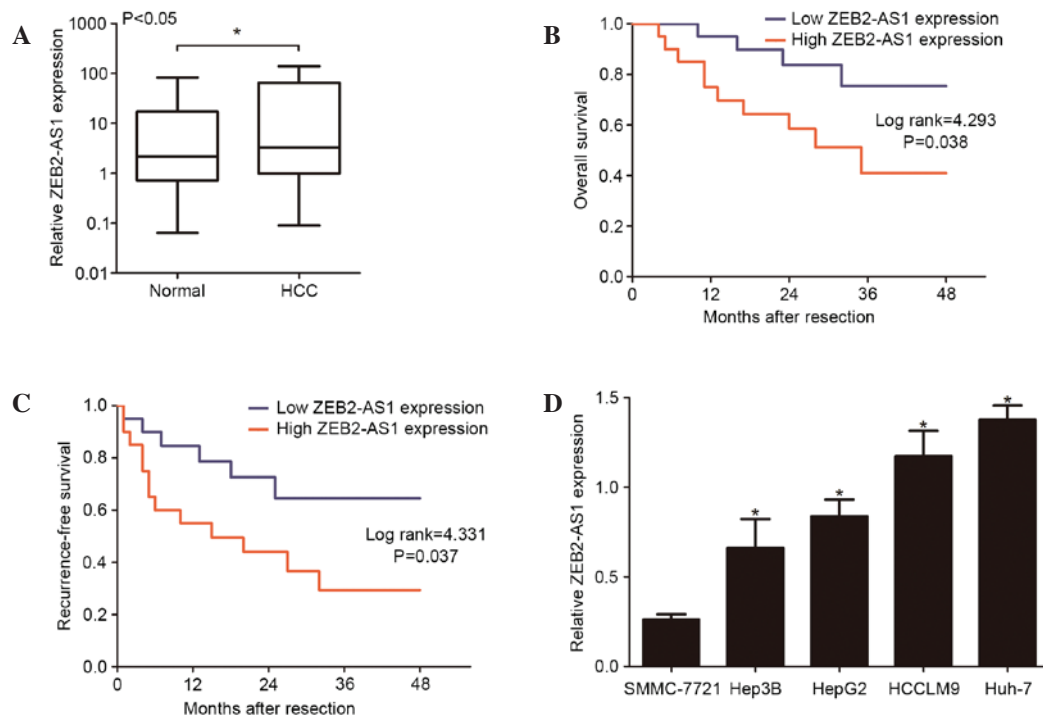 A
P<0.05
*
Relative ZEB2-AS1 expression
1000
100
10
1
0.1
0.01
Normal HCC
B
Low ZEB2-AS1 expression
High ZEB2-AS1 expression
Overall survival
1.0
0.8
0.6
0.4
0.2
0.0
Log rank=4.293
P=0.038
0 12 24 36 48
Months after resection
C
Low ZEB2-AS1 expression
High ZEB2-AS1 expression
Recurrence-free survival
1.0
0.8
0.6
0.4
0.2
0.0
Log rank=4.331
P=0.037
0 12 24 36 48
Months after resection
D
Relative ZEB2-AS1 expression
1.5
1.0
0.5
0.0
* * * *
SMMC-7721 Hep3B HepG2 HCCLM9 Huh-7